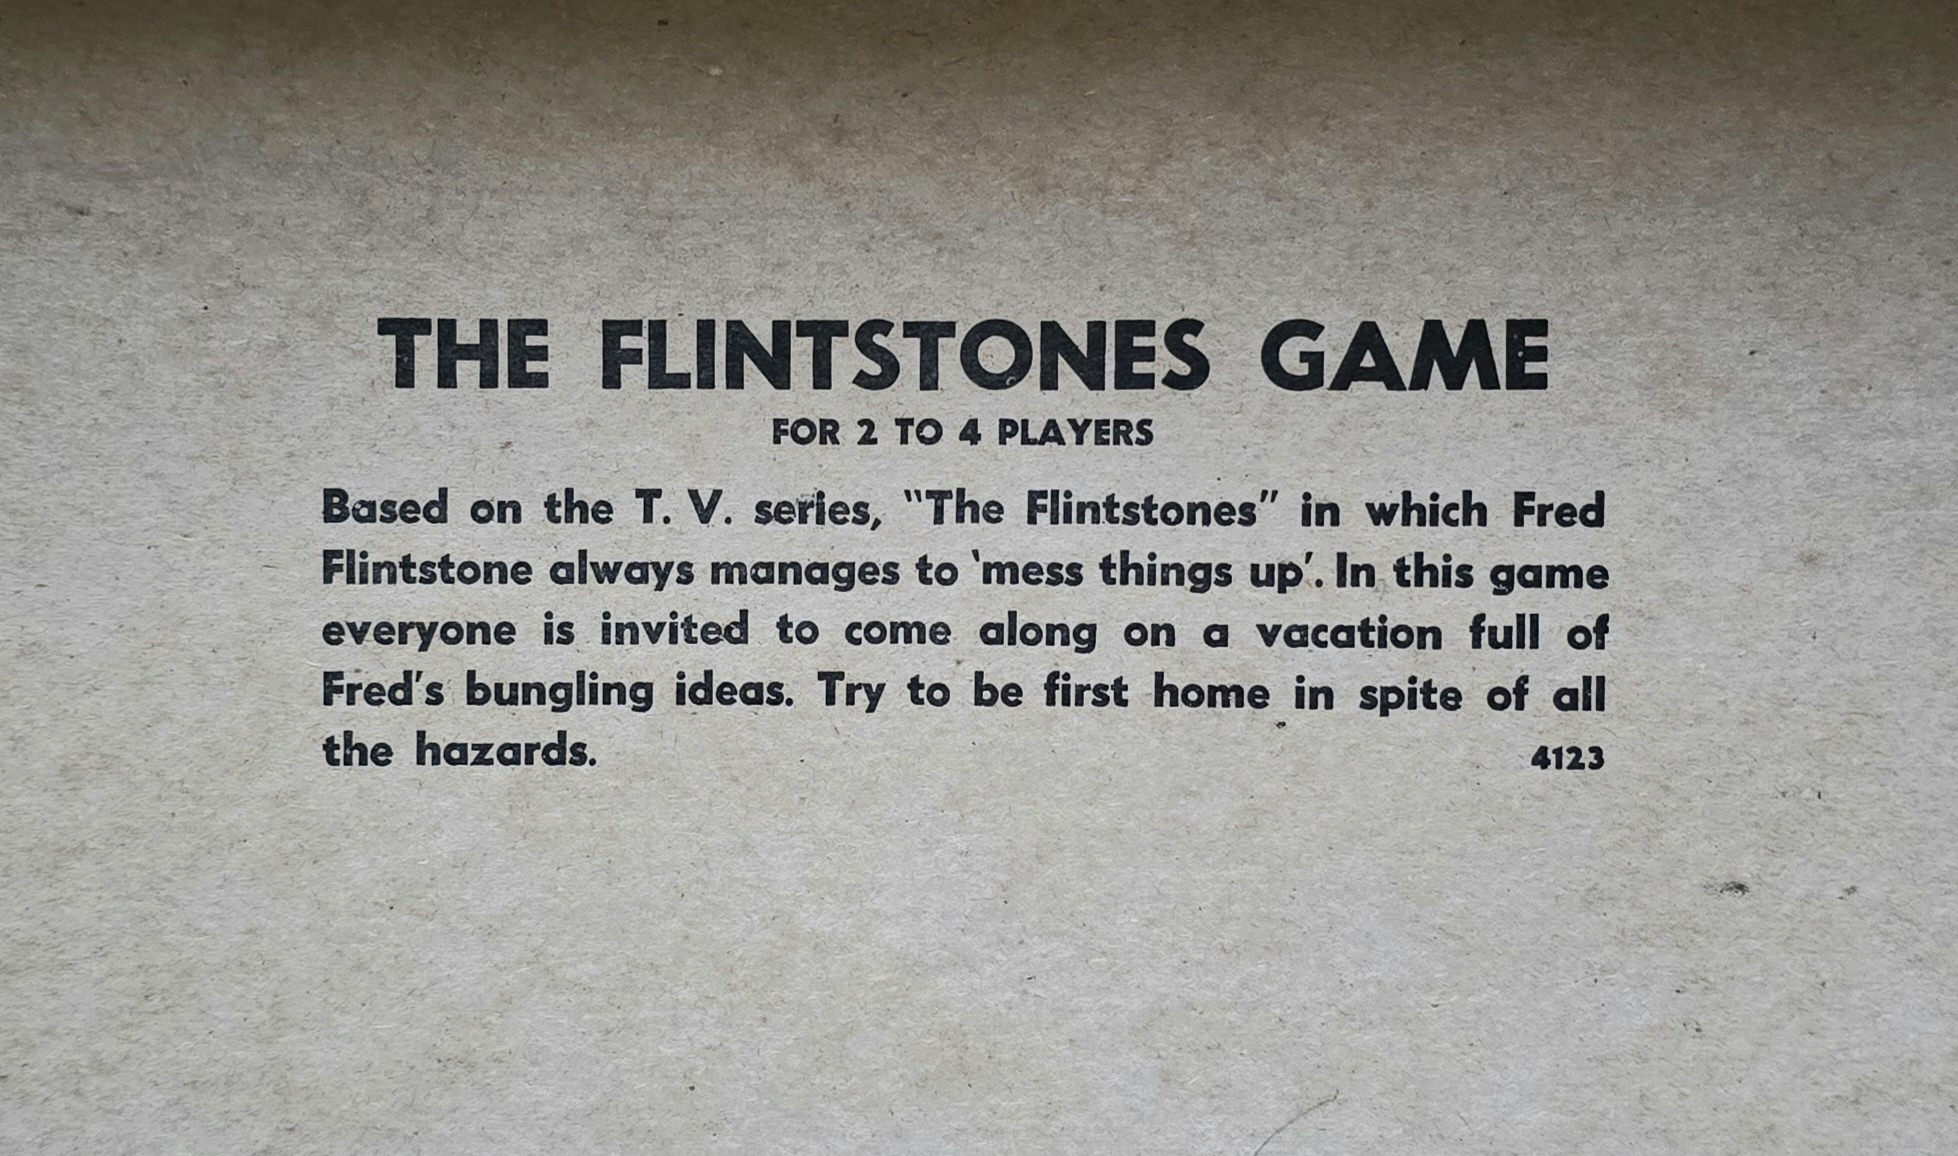 THE FLINTSTONES GAME
FOR 2 TO 4 PLAYERS
Based on the T. V. series, "The Flintstones" in which Fred
Flintstone always manages to 'mess things up'. In this game
everyone is invited to come along on a vacation full of
Fred's bungling ideas. Try to be first home in spite of all
the hazards. 4123